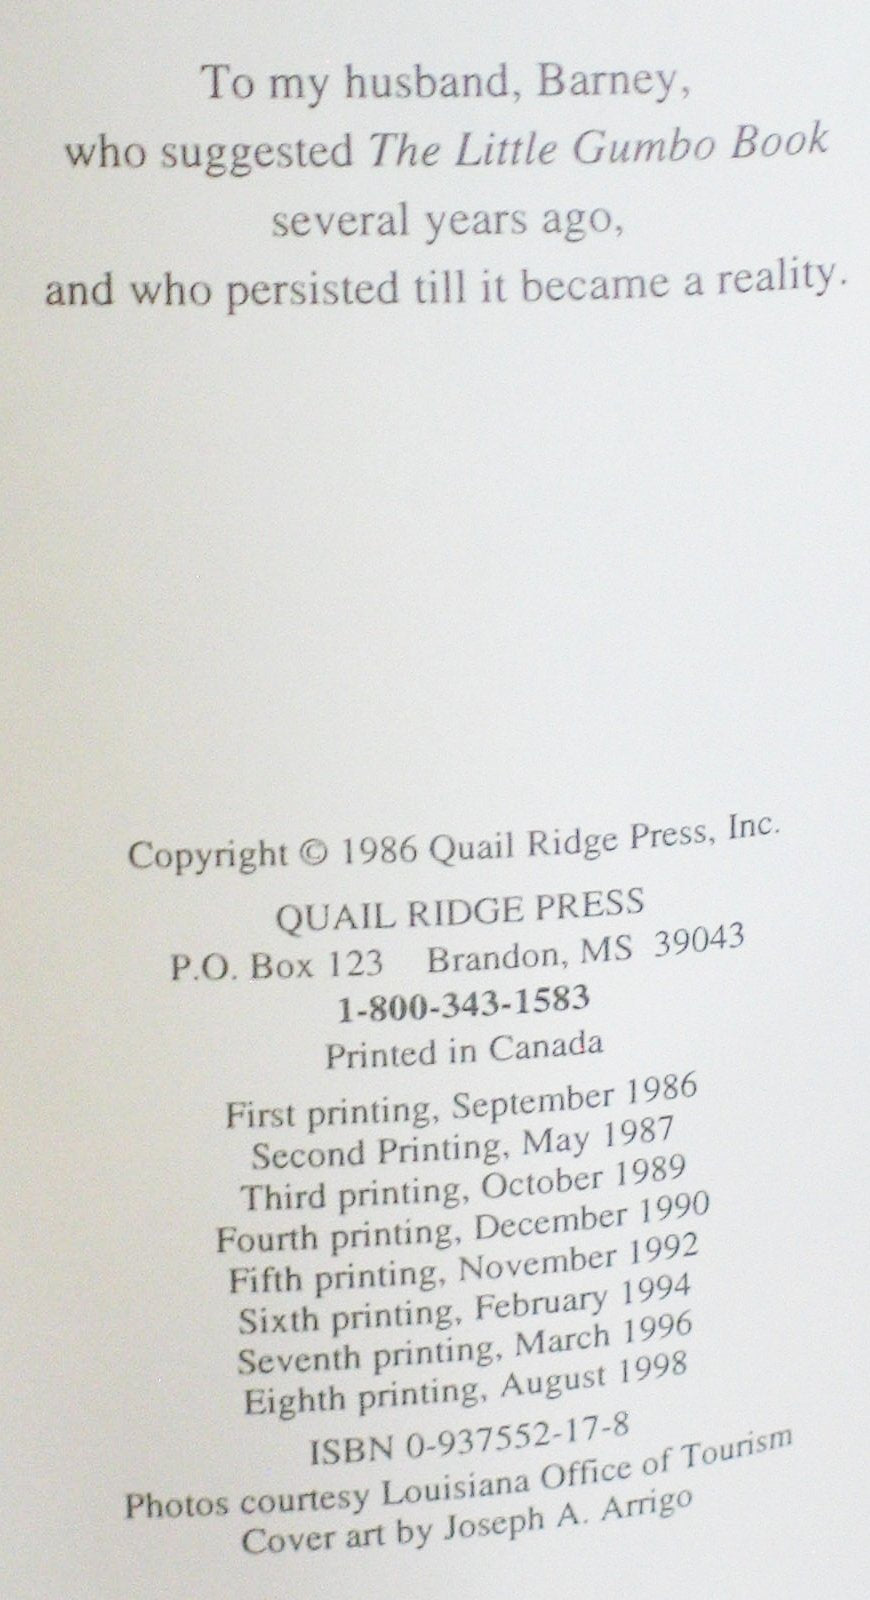 To my husband, Barney,
who suggested The Little Gumbo Book
several years ago,
and who persisted till it became a reality.
Copyright © 1986 Quail Ridge Press, Inc.
QUAIL RIDGE PRESS
P.O. Box 123 Brandon, MS 39043
1-800-343-1583
Printed in Canada
First printing, September 1986
Second Printing, May 1987
Third printing, October 1989
Fourth printing, December 1990
Fifth printing, November 1992
Sixth printing, February 1994
Seventh printing, March 1996
Eighth printing, August 1998
ISBN 0-937552-17-8
Photos courtesy Louisiana Office of Tourism
Cover art by Joseph A. Arrigo